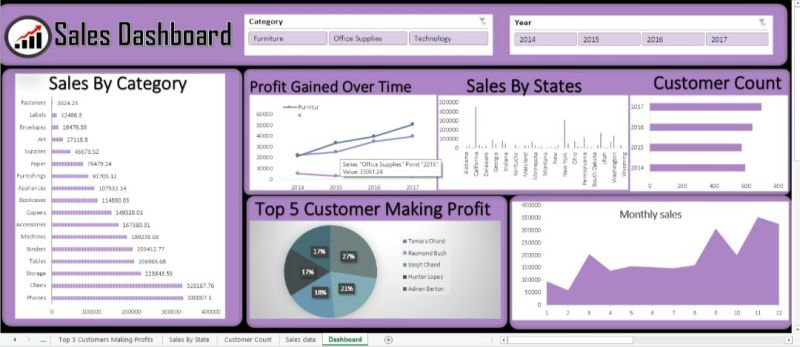 Sales Dashboard
Category
Furniture
Office Supplies
Technology
Year
2014
2015
2016
2017
Sales By Category
Fasteners 3024.28
Labels 12486.3
Envelopes 16476.38
Art 27118.8
Supplies 46673.52
Paper 78479.24
Furnishings 91705.12
Appliances 107532.14
Bookcases 114880.05
Copiers 149528.01
Accessories 167380.31
Machines 189238.68
Binders 203412.77
Tables 206965.68
Storage 223843.59
Chairs 328167.76
Phones 330007.1
0 100000 200000 300000 400000
Profit Gained Over Time
Furnitur
e
60000
50000
40000
30000
20000
10000
0
2014 2015 2016 2017
Series "Office Supplies" Point "2016"
Value: 35061.24
Sales By States
500000
400000
300000
200000
100000
0
Alabama
California
Delaware
Georgia
Indiana
Kentucky
Maryland
Minnesota
Montana
New…
New York
Ohio
Pennsylvania
South Dakota
Utah
Washington
Wyoming
Customer Count
2017
2016
2015
2014
0 200 400 600 800
Top 5 Customer Making Profit
27%
21%
18%
17%
17%
Tamara Chand
Raymond Buch
Sanjit Chand
Hunter Lopez
Adrian Barton
Monthly sales
400000
350000
300000
250000
200000
150000
100000
50000
0
1 2 3 4 5 6 7 8 9 10 11 12
... Top 5 Customers Making Profits Sales By State Customer Count Sales data Dashboard